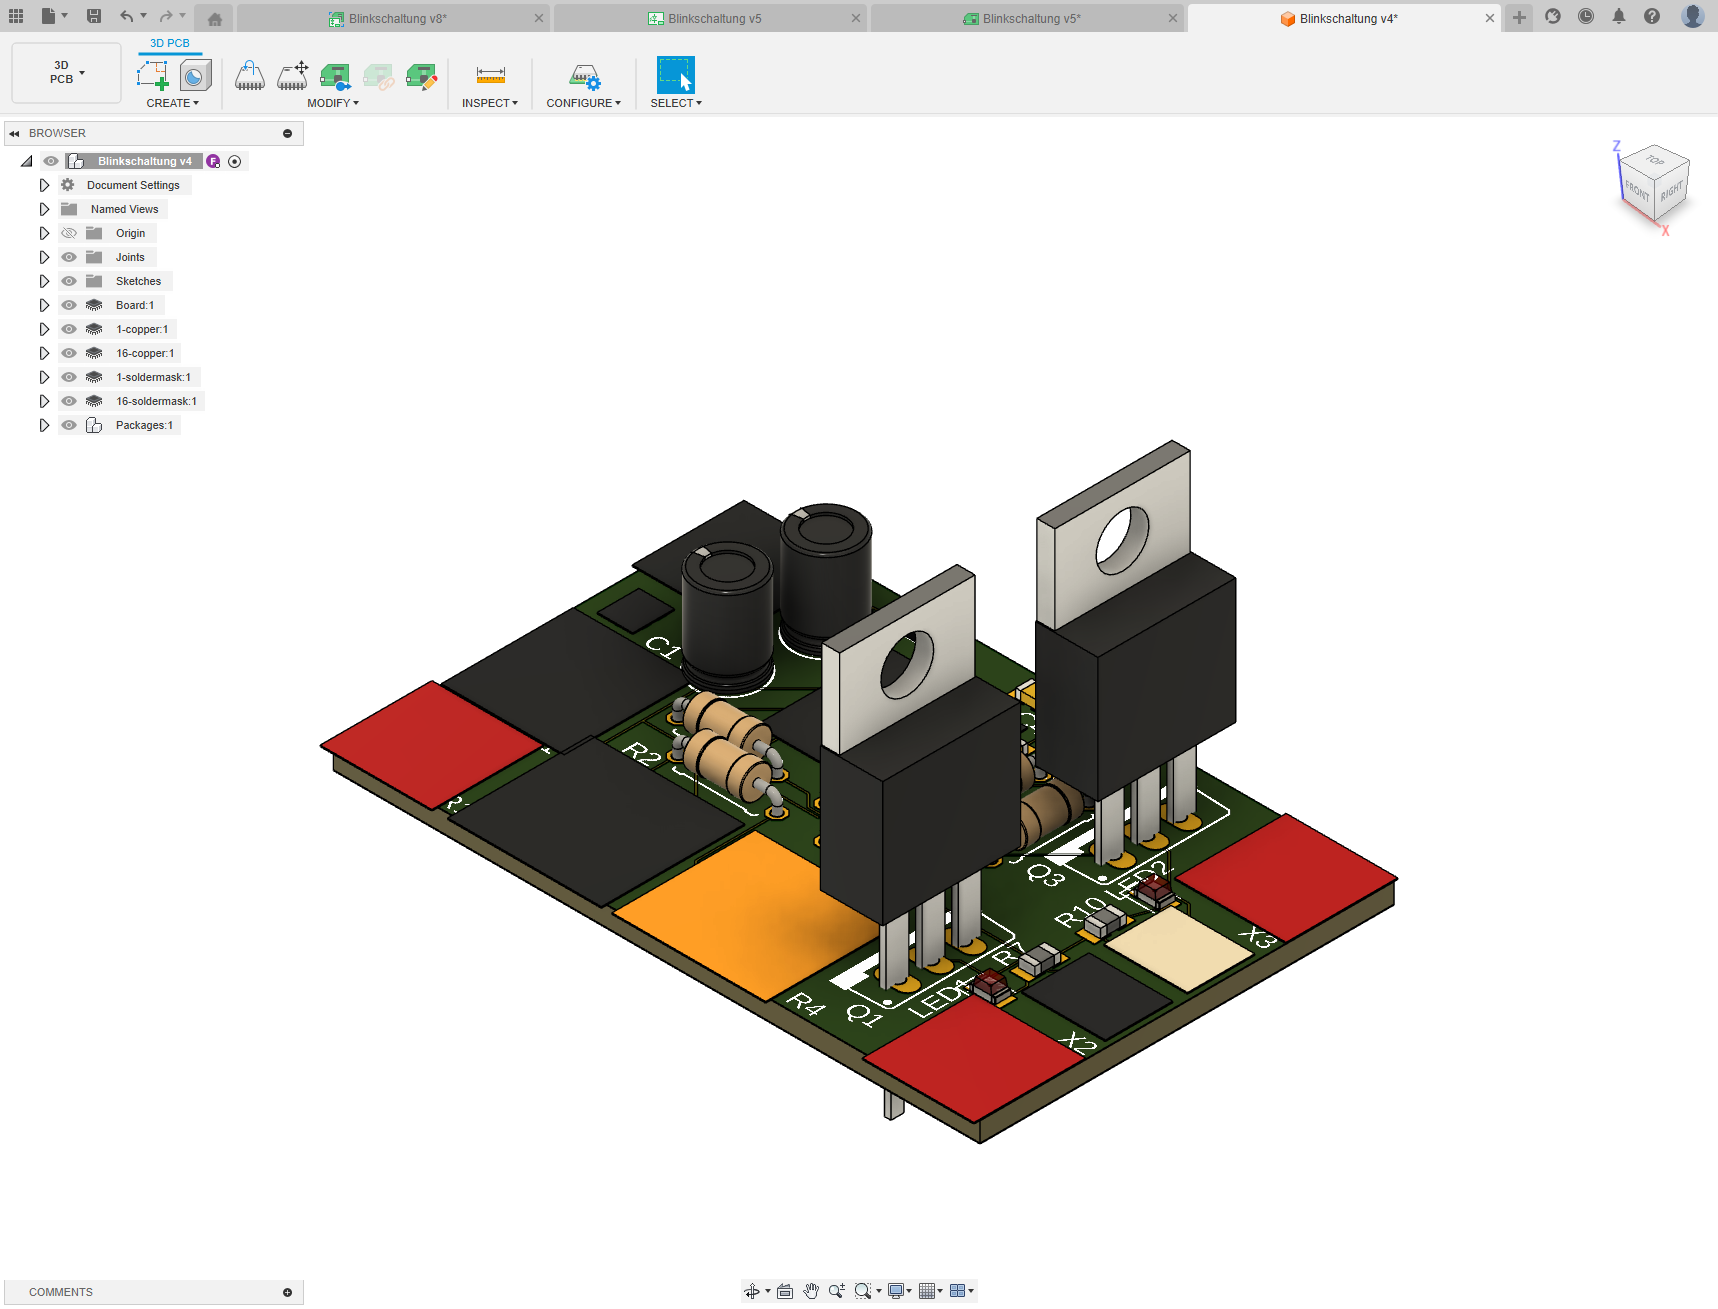 Blinkschaltung v8*
Blinkschaltung v5
Blinkschaltung v5*
Blinkschaltung v4*
3D PCB
3D
PCB
CREATE
MODIFY
INSPECT
CONFIGURE
SELECT
BROWSER
Blinkschaltung v4
F
Document Settings
Named Views
Origin
Joints
Sketches
Board:1
1-copper:1
16-copper:1
1-soldermask:1
16-soldermask:1
Packages:1
Z
TOP
FRONT
RIGHT
X
C1
R2
Q3
LED2
R10
X3
R4
Q1
LED1
X2
COMMENTS